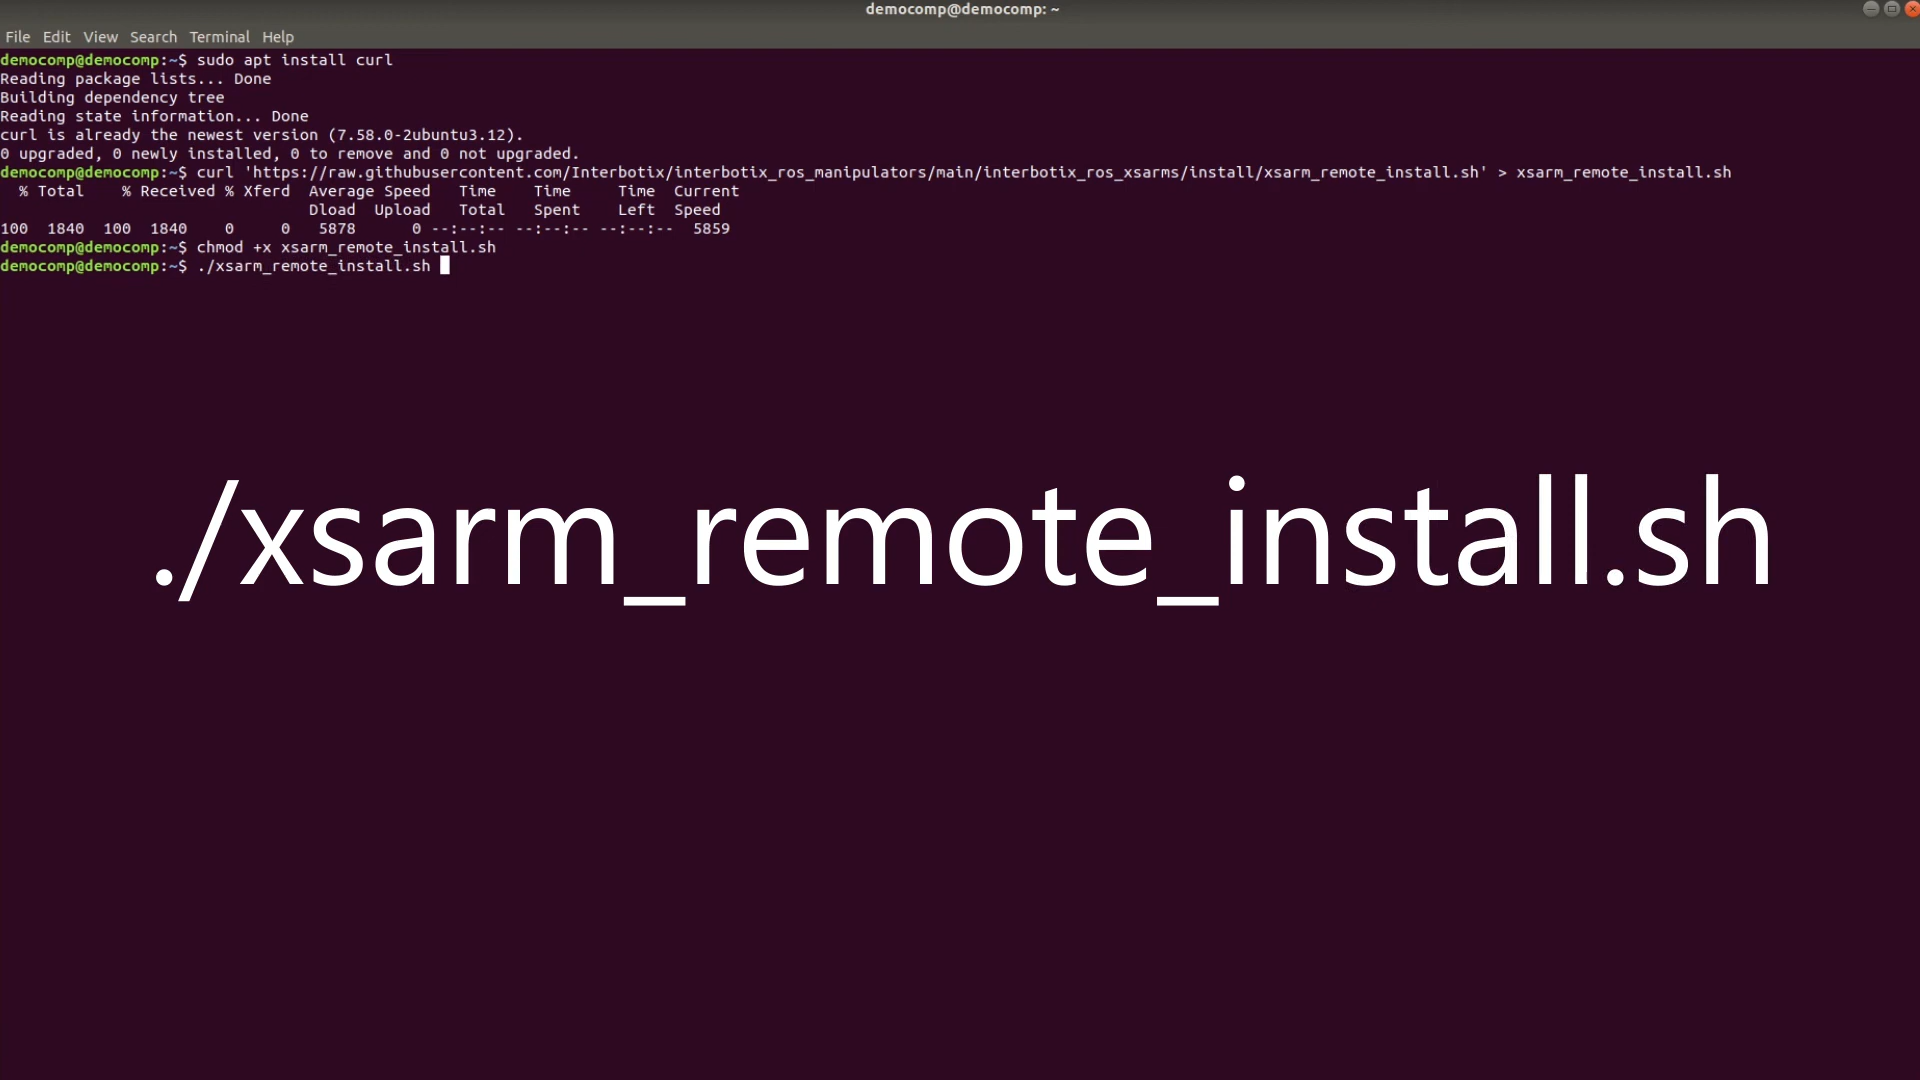 democomp@democomp: ~
File Edit View Search Terminal Help
democomp@democomp:~$ sudo apt install curl
Reading package lists... Done
Building dependency tree
Reading state information... Done
curl is already the newest version (7.58.0-2ubuntu3.12).
0 upgraded, 0 newly installed, 0 to remove and 0 not upgraded.
democomp@democomp:~$ curl 'https://raw.githubusercontent.com/Interbotix/interbotix_ros_manipulators/main/interbotix_ros_xsarms/install/xsarm_remote_install.sh' > xsarm_remote_install.sh
  % Total    % Received % Xferd  Average Speed   Time    Time     Time  Current
                                 Dload  Upload   Total   Spent    Left  Speed
100  1840  100  1840    0     0   5878      0 --:--:-- --:--:-- --:--:--  5859
democomp@democomp:~$ chmod +x xsarm_remote_install.sh
democomp@democomp:~$ ./xsarm_remote_install.sh
./xsarm_remote_install.sh